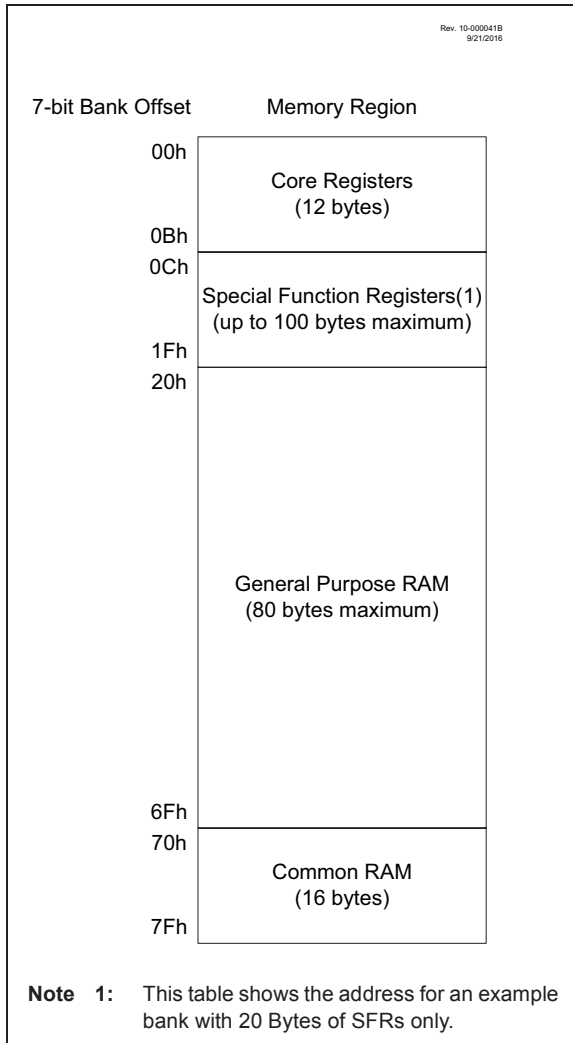 Rev. 10-000041B
9/21/2016
7-bit Bank Offset Memory Region
00h
Core Registers
(12 bytes)
0Bh
0Ch
Special Function Registers(1)
(up to 100 bytes maximum)
1Fh
20h
General Purpose RAM
(80 bytes maximum)
6Fh
70h
Common RAM
(16 bytes)
7Fh
Note 1: This table shows the address for an example
bank with 20 Bytes of SFRs only.